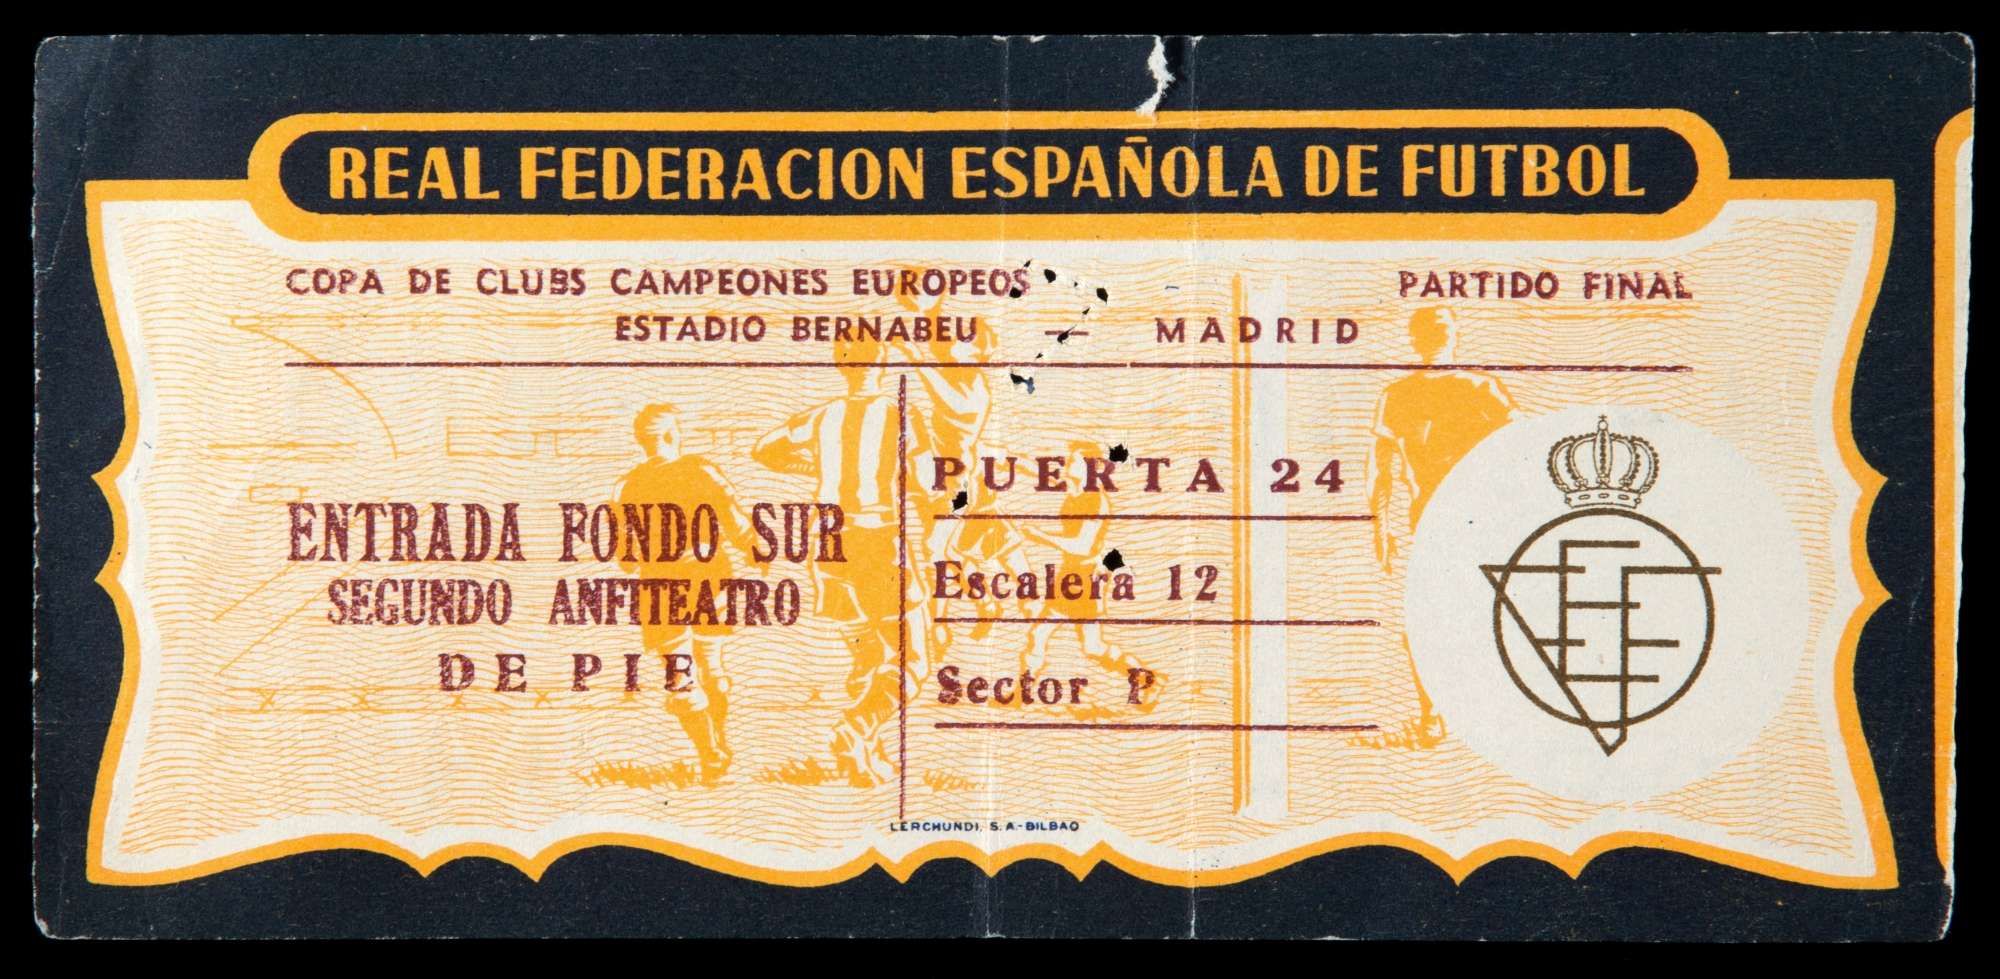 REAL FEDERACION ESPAÑOLA DE FUTBOL
COPA DE CLUBS CAMPEONES EUROPEOS PARTIDO FINAL
ESTADIO BERNABEU — MADRID
ENTRADA FONDO SUR
SEGUNDO ANFITEATRO
DE PIE
PUERTA 24
Escalera 12
Sector P
LERCHUNDI, S. A.-BILBAO